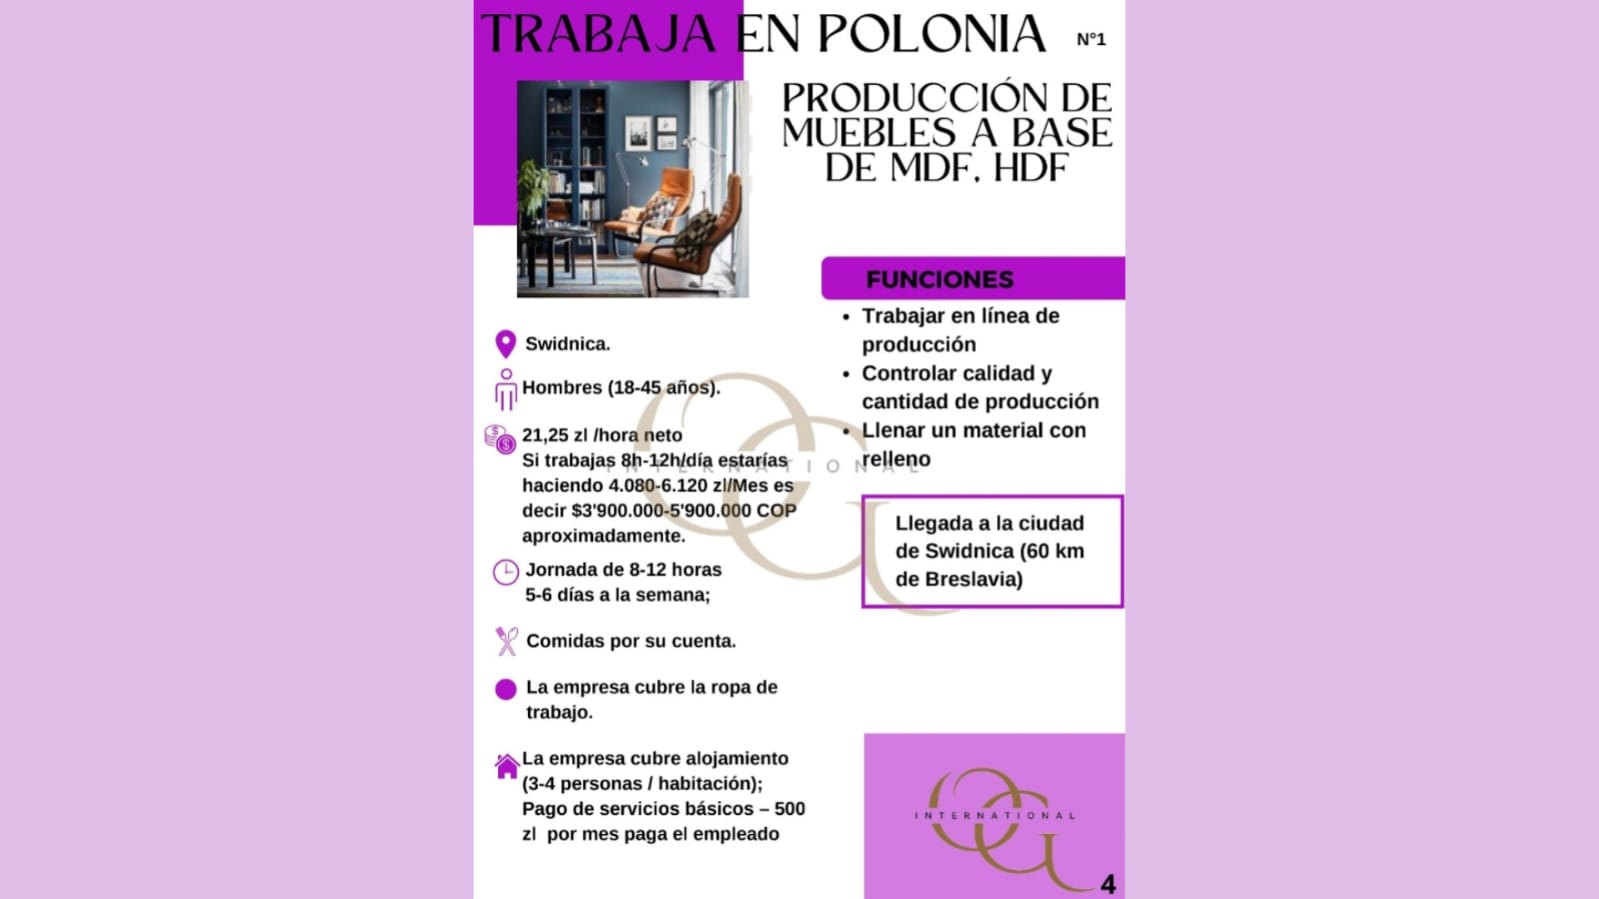 TRABAJA EN POLONIA
N°1
PRODUCCIÓN DE
MUEBLES A BASE
DE MDF, HDF
FUNCIONES
• Trabajar en línea de
producción
• Controlar calidad y
cantidad de producción
• Llenar un material con
relleno
Swidnica.
Hombres (18-45 años).
21,25 zl /hora neto
Si trabajas 8h-12h/día estarías
haciendo 4.080-6.120 zl/Mes es
decir $3'900.000-5'900.000 COP
aproximadamente.
Jornada de 8-12 horas
5-6 días a la semana;
Comidas por su cuenta.
La empresa cubre la ropa de
trabajo.
La empresa cubre alojamiento
(3-4 personas / habitación);
Pago de servicios básicos – 500
zl por mes paga el empleado
Llegada a la ciudad
de Swidnica (60 km
de Breslavia)
INTERNATIONAL
OG
INTERNATIONAL
OG
4